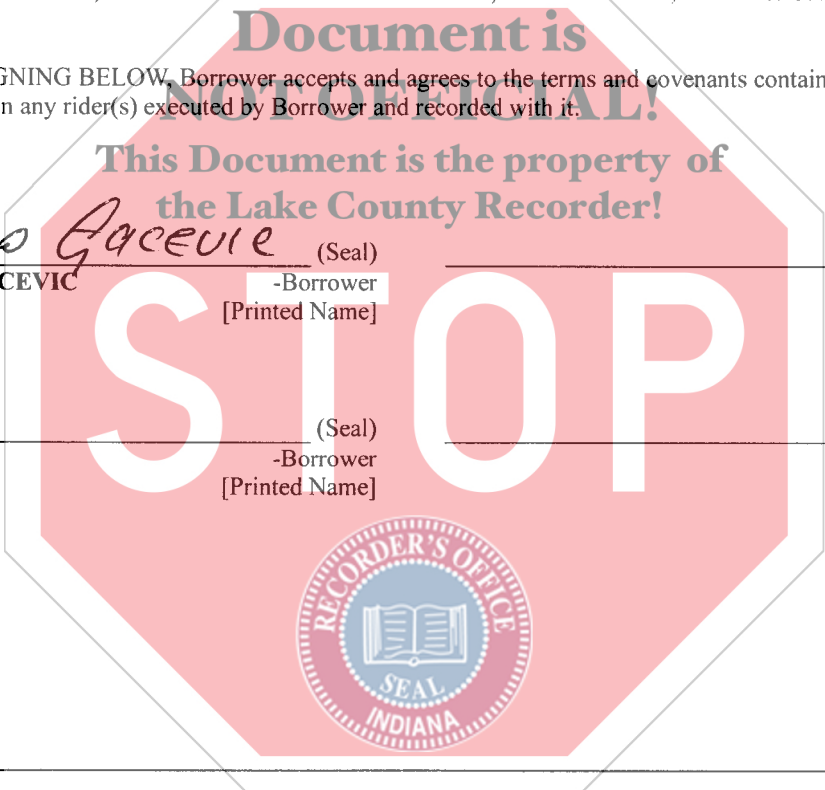 Document is
GNING BELOW, Borrower accepts and agrees to the terms and covenants contain
n any rider(s) executed by Borrower and recorded with it.
NOT OFFICIAL!
This Document is the property of
the Lake County Recorder!
o Gacevic (Seal)
CEVIC -Borrower
[Printed Name]
STOP
(Seal)
-Borrower
[Printed Name]
RECORDER'S OFFICE
SEAL
INDIANA